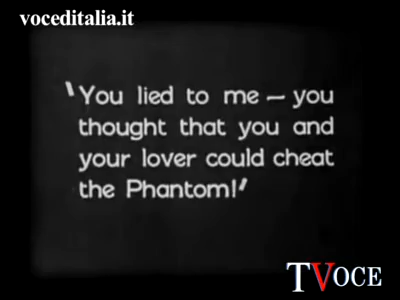 voceditalia.it
"You lied to me — you
thought that you and
your lover could cheat
the Phantom!"
TVOCE